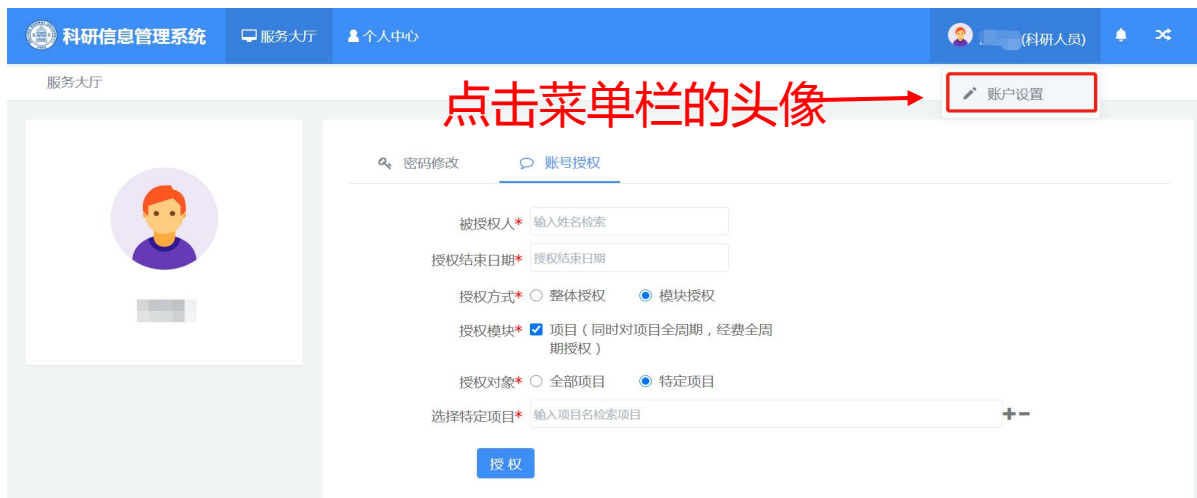 科研信息管理系统 服务大厅 个人中心 (科研人员)
服务大厅
账户设置
点击菜单栏的头像
密码修改 账号授权
被授权人* 输入姓名检索
授权结束日期* 授权结束日期
授权方式* 整体授权 模块授权
授权模块* 项目(同时对项目全周期,经费全周
期授权)
授权对象* 全部项目 特定项目
选择特定项目* 输入项目名检索项目
授 权